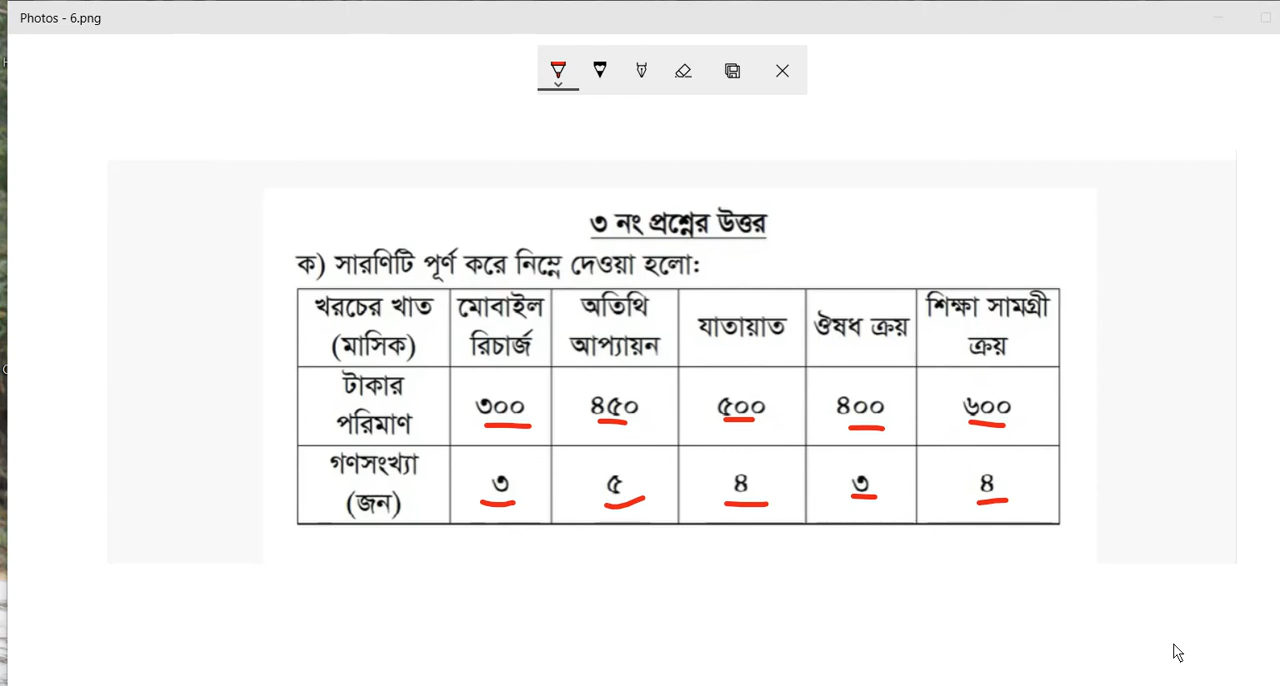 Photos - 6.png
৩ নং প্রশ্নের উত্তর
ক) সারণিটি পূর্ণ করে নিম্নে দেওয়া হলো:
খরচের খাত (মাসিক) মোবাইল রিচার্জ অতিথি আপ্যায়ন যাতায়াত ঔষধ ক্রয় শিক্ষা সামগ্রী ক্রয়
টাকার পরিমাণ ৩০০ ৪৫০ ৫০০ ৪০০ ৬০০
গণসংখ্যা (জন) ৩ ৫ ৪ ৩ ৪